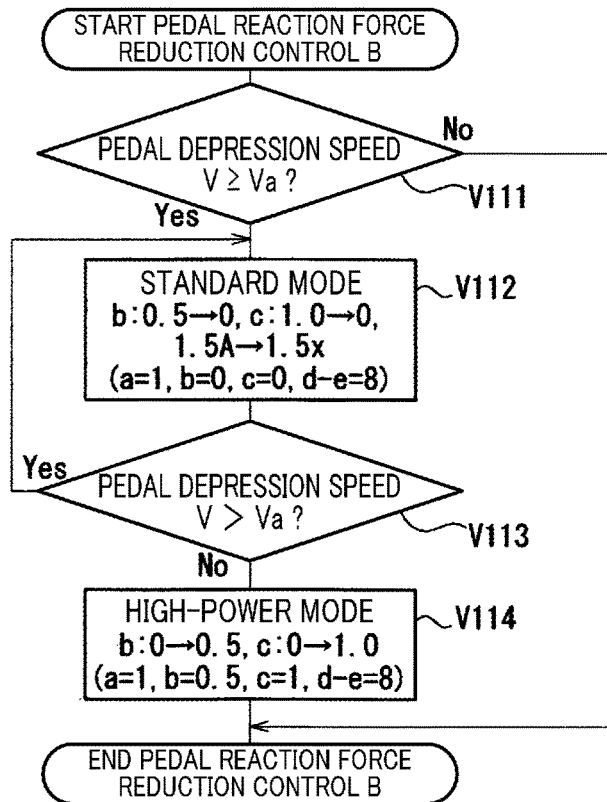 START PEDAL REACTION FORCE
REDUCTION CONTROL B
No
PEDAL DEPRESSION SPEED
V ≥ Va ?
V111
Yes
STANDARD MODE
b:0.5→0, c:1.0→0,
1.5A→1.5x
(a=1, b=0, c=0, d-e=8)
V112
Yes
PEDAL DEPRESSION SPEED
V > Va ?
V113
No
HIGH-POWER MODE
b:0→0.5, c:0→1.0
(a=1, b=0.5, c=1, d-e=8)
V114
END PEDAL REACTION FORCE
REDUCTION CONTROL B